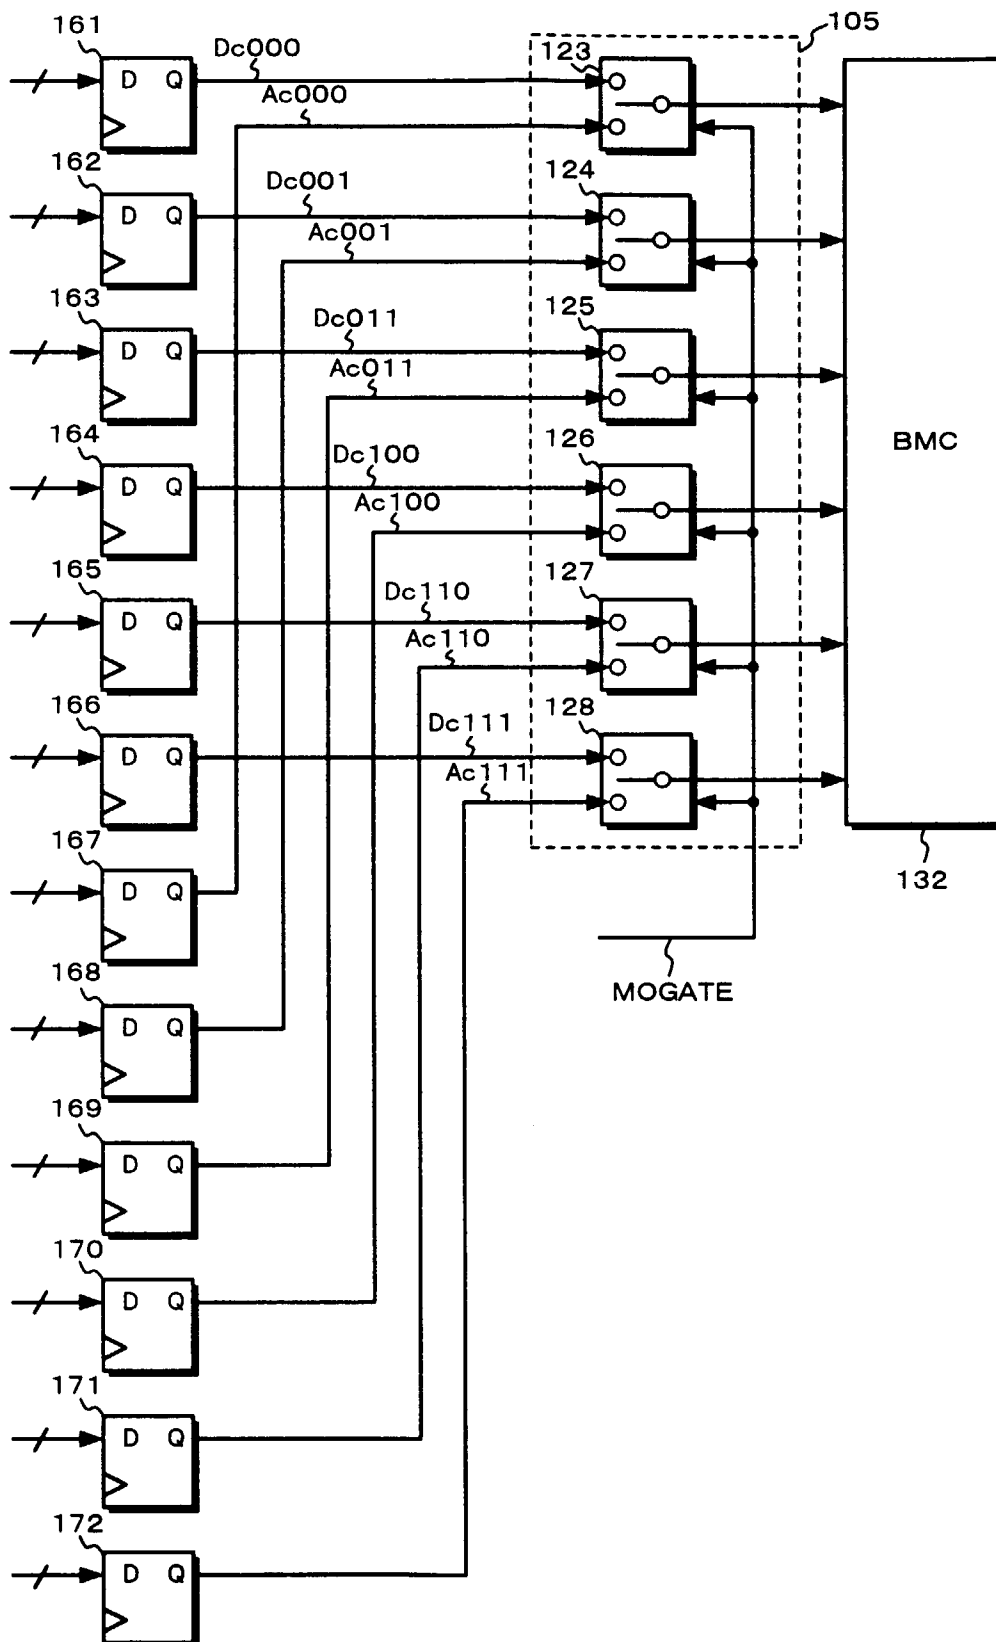 161
Dc000
105
123
D Q
Ac000
162
Dc001
124
D Q
Ac001
163
Dc011
125
D Q
Ac011
BMC
164
Dc100
126
D Q
Ac100
165
Dc110
127
D Q
Ac110
166
Dc111
128
D Q
Ac111
167
132
D Q
MOGATE
168
D Q
169
D Q
170
D Q
171
D Q
172
D Q